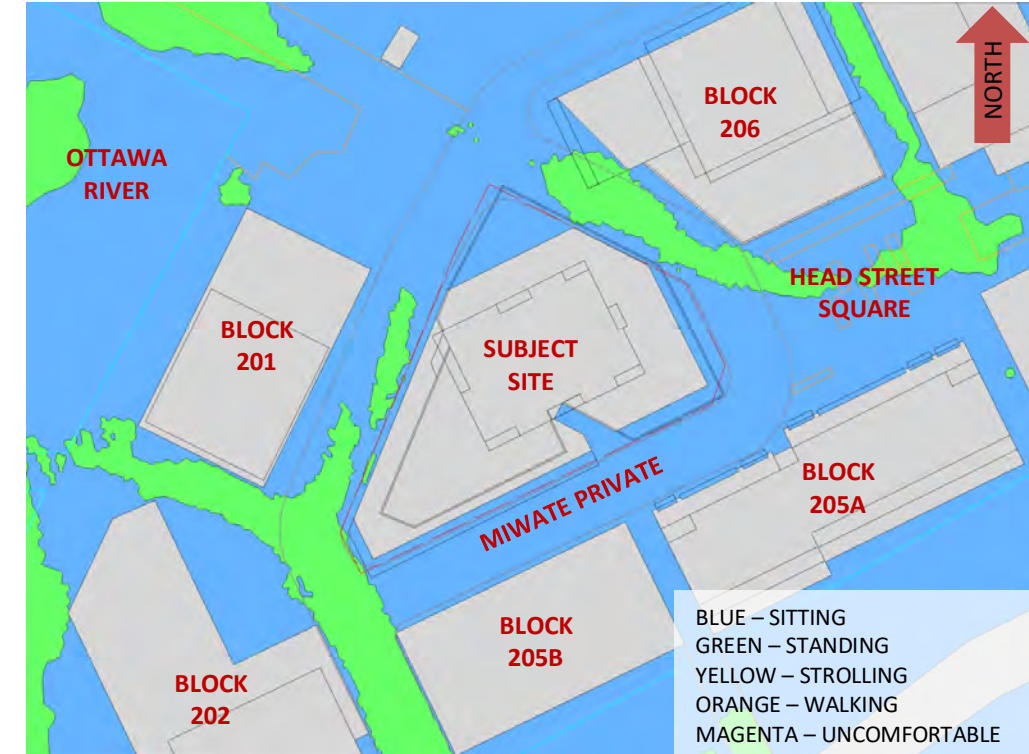 NORTH
BLOCK
206
OTTAWA
RIVER
HEAD STREET
SQUARE
BLOCK
201
SUBJECT
SITE
MIWATE PRIVATE
BLOCK
205A
BLOCK
205B
BLOCK
202
BLUE – SITTING
GREEN – STANDING
YELLOW – STROLLING
ORANGE – WALKING
MAGENTA – UNCOMFORTABLE